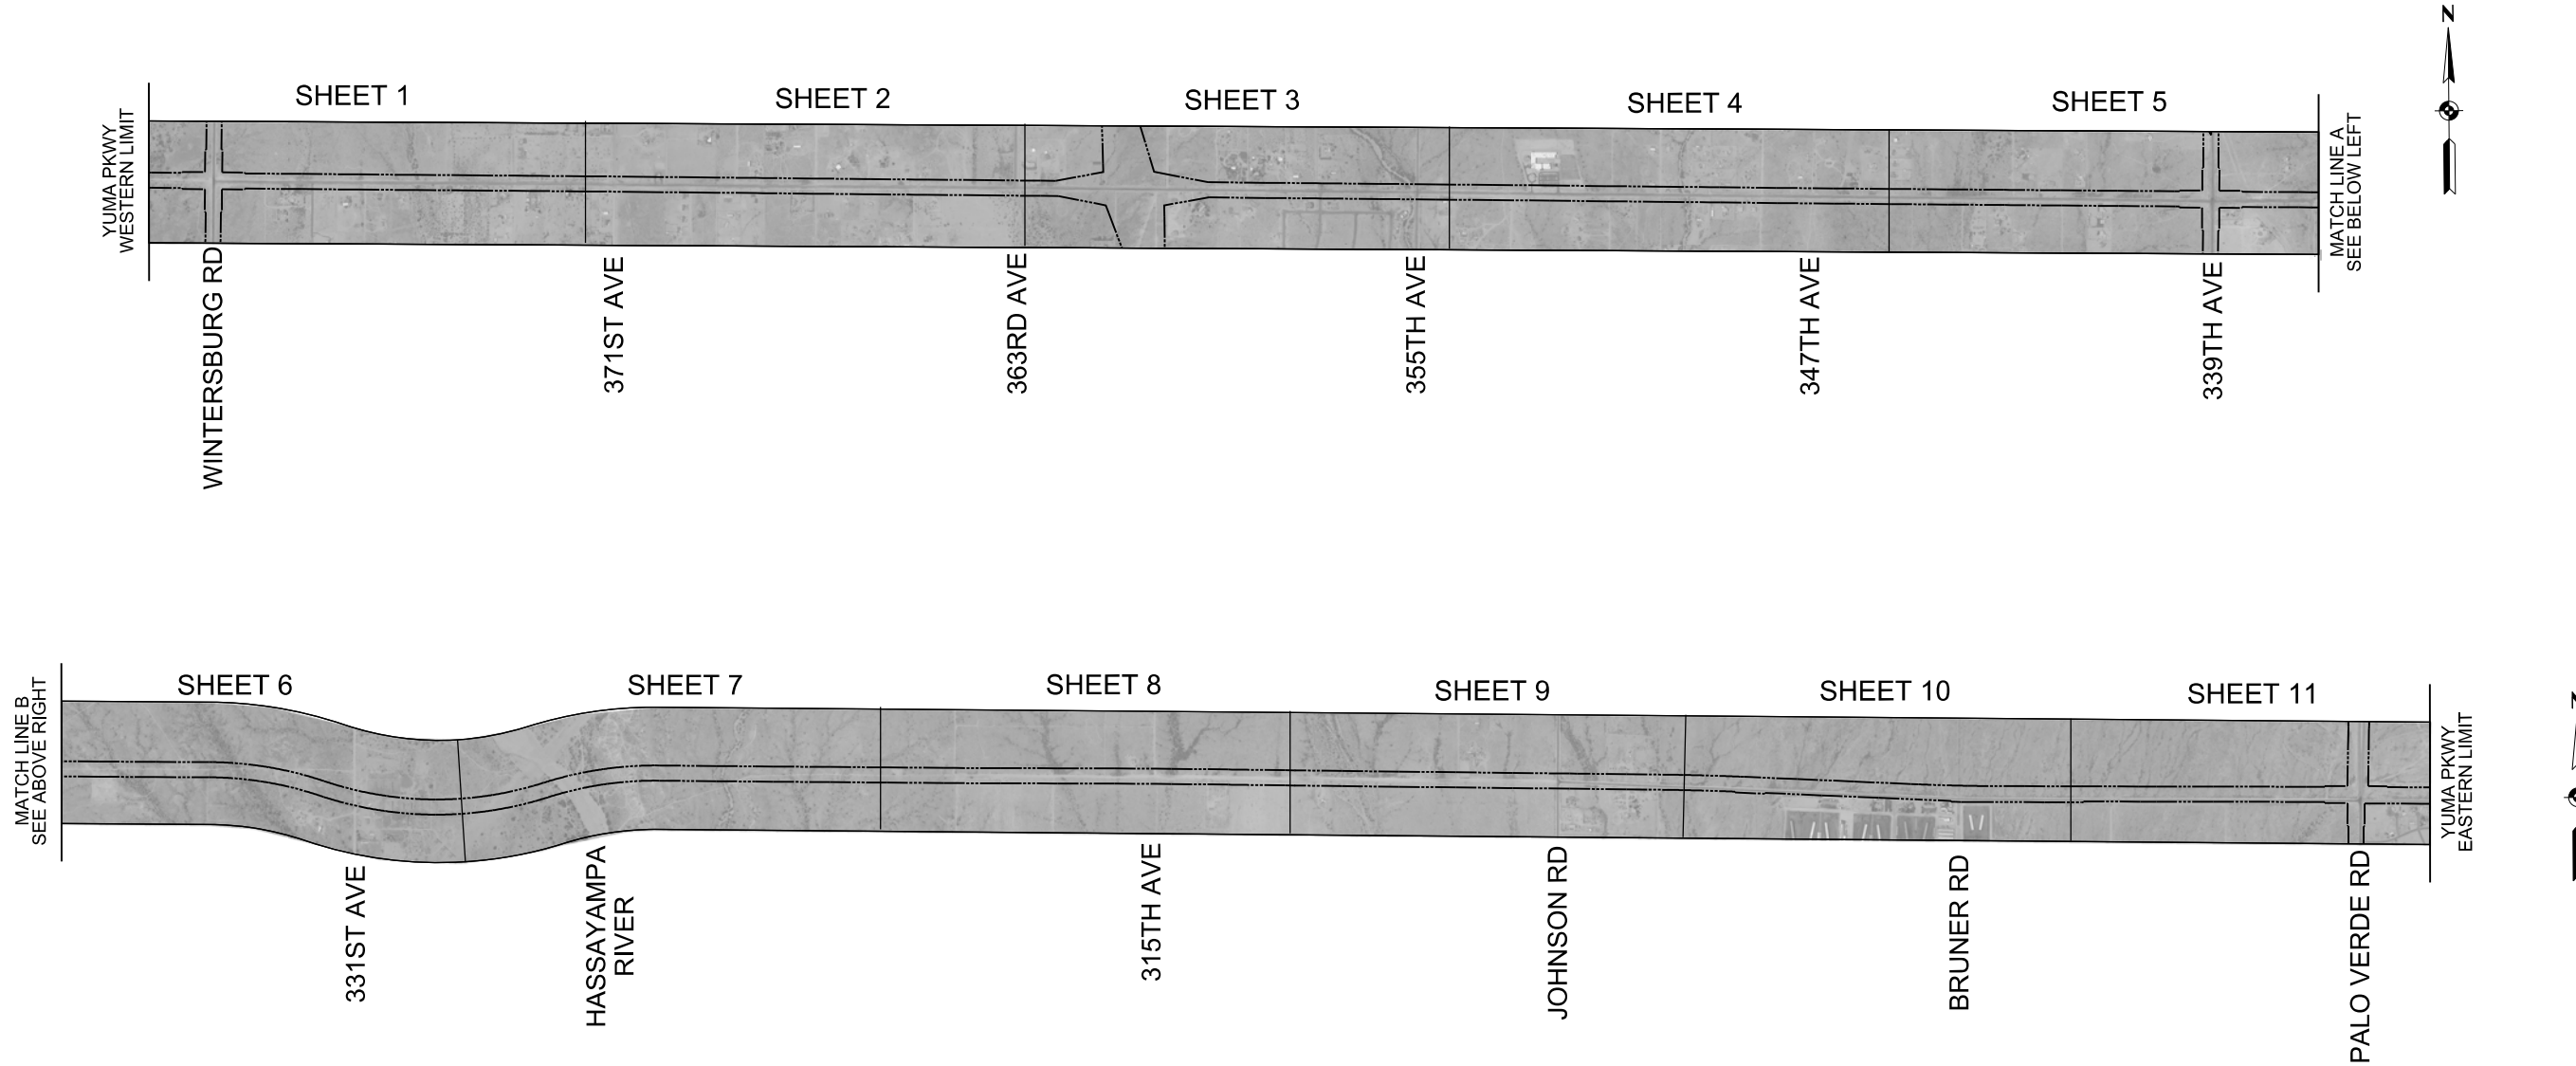 N
SHEET 1
SHEET 2
SHEET 3
SHEET 4
SHEET 5
YUMA PKWY
WESTERN LIMIT
MATCH LINE A
SEE BELOW LEFT
WINTERSBURG RD
371ST AVE
363RD AVE
355TH AVE
347TH AVE
339TH AVE
SHEET 6
SHEET 7
SHEET 8
SHEET 9
SHEET 10
SHEET 11
MATCH LINE B
SEE ABOVE RIGHT
YUMA PKWY
EASTERN LIMIT
331ST AVE
HASSAYAMPA
RIVER
315TH AVE
JOHNSON RD
BRUNER RD
PALO VERDE RD